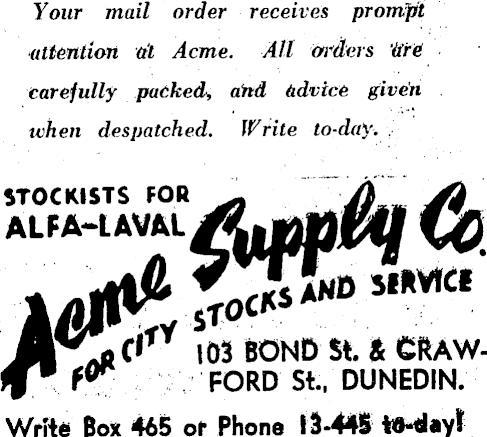 Your mail order receives prompt
attention at Acme. All orders are
carefully packed, and advice given
when despatched. Write to-day.
STOCKISTS FOR
ALFA-LAVAL
Acme Supply Co.
FOR CITY STOCKS AND SERVICE
103 BOND St. & CRAW-
FORD St., DUNEDIN.
Write Box 465 or Phone 13-445 to-day!